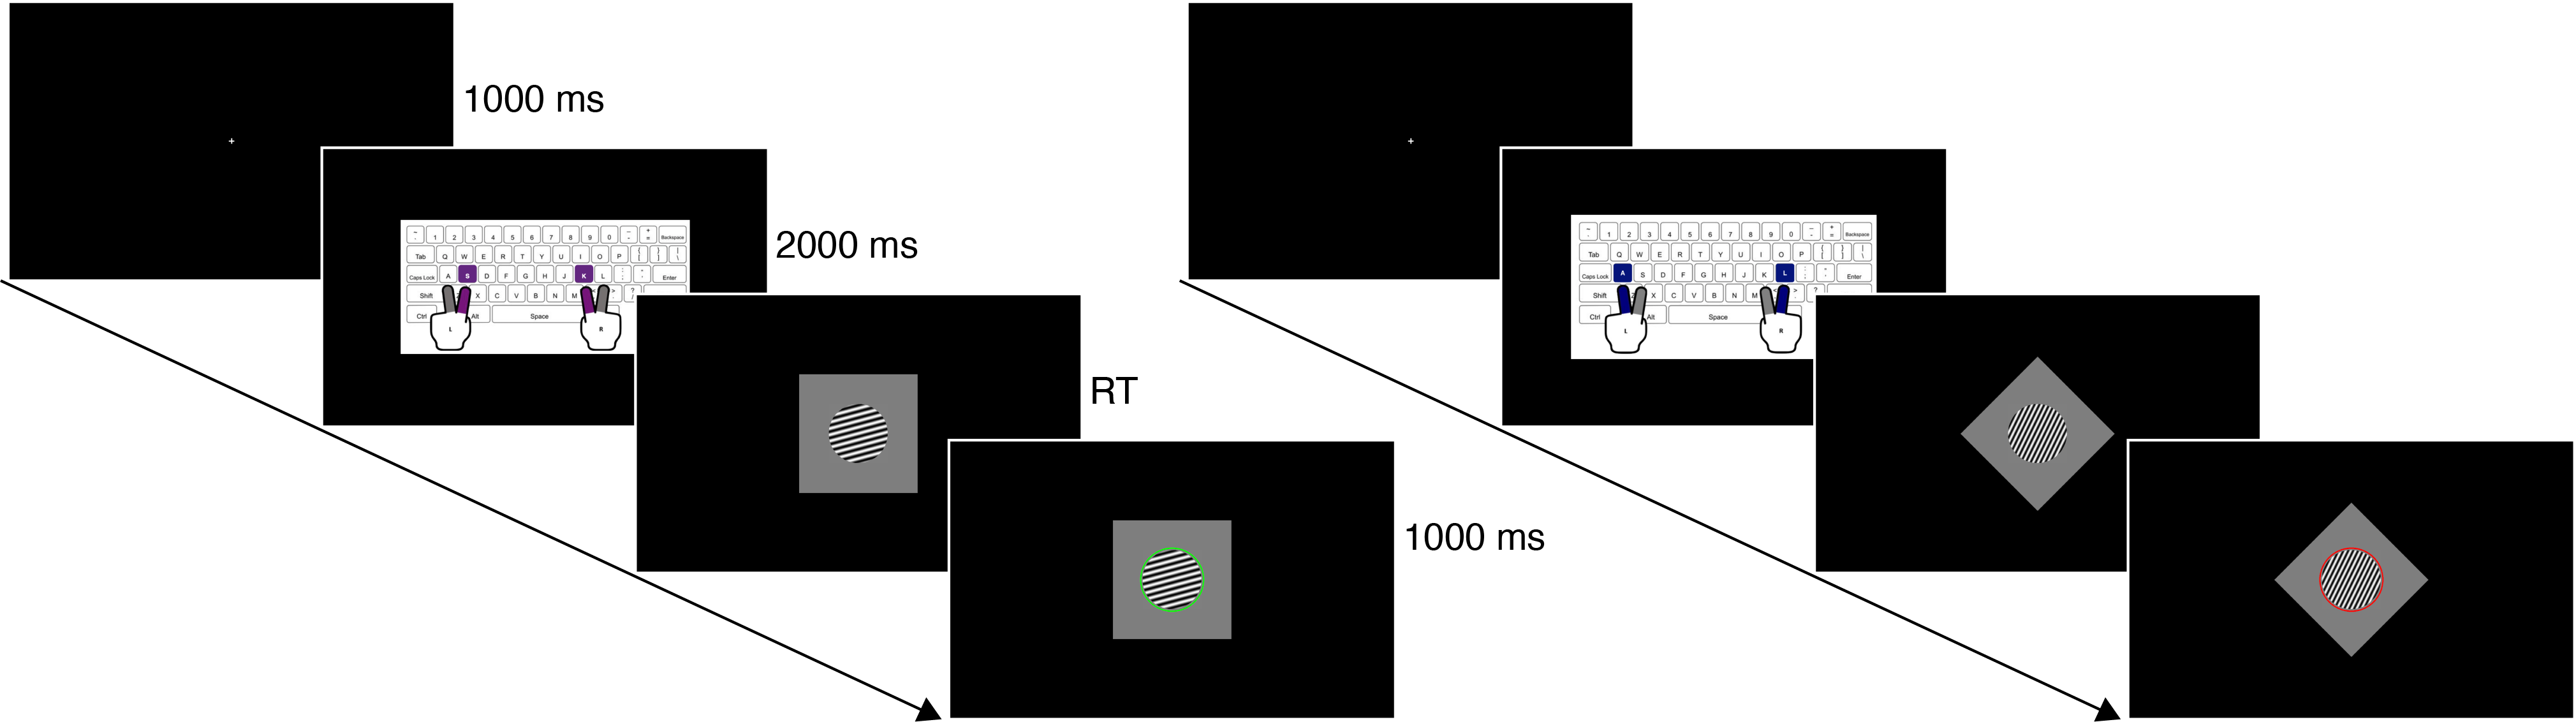 1000 ms
2000 ms
~ ` 1 2 3 4 5 6 7 8 9 0 _ - + = Backspace
Tab Q W E R T Y U I O P { [ } ] | \
Caps Lock A S D F G H J K L : ; " ' Enter
Shift Z X C V B N M < > . ?
Ctrl Alt Space
L R
RT
1000 ms
~ ` 1 2 3 4 5 6 7 8 9 0 _ - + = Backspace
Tab Q W E R T Y U I O P { [ } ] | \
Caps Lock A S D F G H J K L : ; " ' Enter
Shift Z X C V B N M < > . ?
Ctrl Alt Space
L R